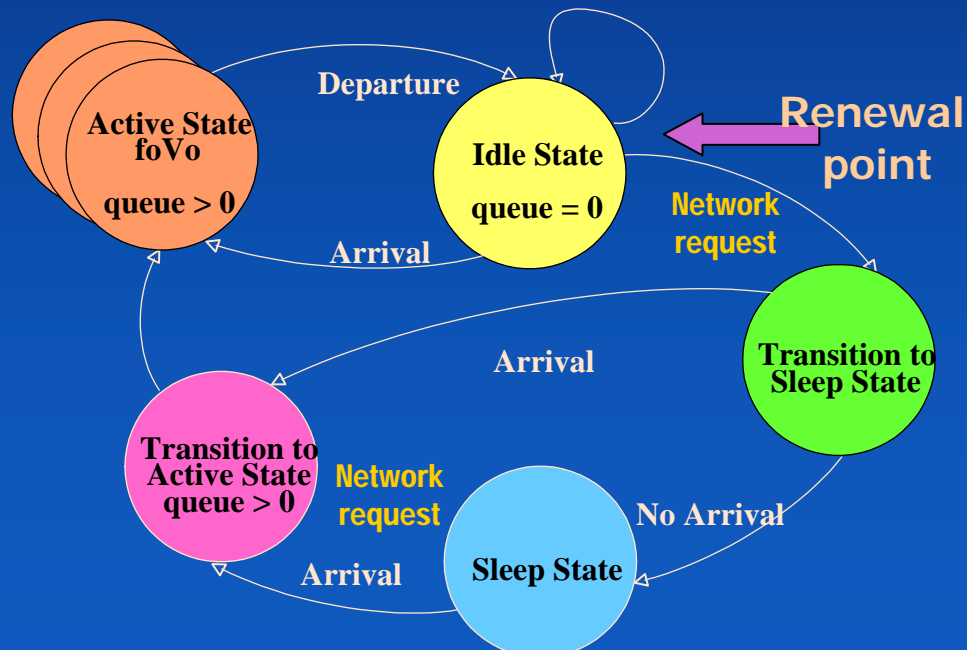 Departure
Active State
foVo
queue > 0
Idle State
queue = 0
Renewal
point
Network
request
Arrival
Arrival
Transition to
Sleep State
Transition to
Active State
queue > 0
Network
request
No Arrival
Sleep State
Arrival